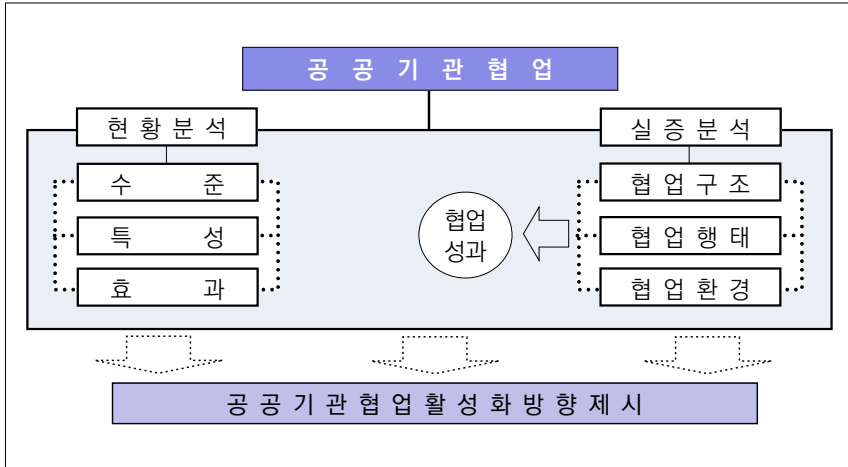 공 공 기 관 협 업
현 황 분 석
수 준
특 성
효 과
협업
성과
실 증 분 석
협 업 구 조
협 업 행 태
협 업 환 경
공 공 기 관 협 업 활 성 화 방 향 제 시